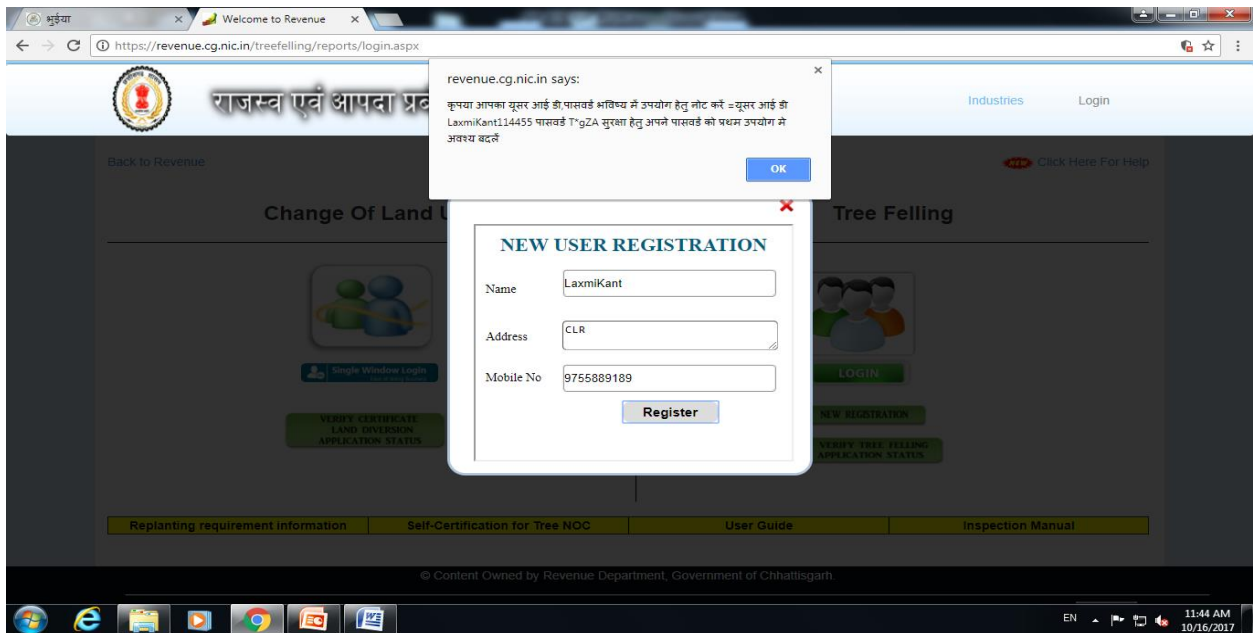 भुईया
Welcome to Revenue
https://revenue.cg.nic.in/treefelling/reports/login.aspx
राजस्व एवं आपदा
Industries
Login
revenue.cg.nic.in says:
कृपया आपका यूसर आई डी,पासवर्ड भविष्य में उपयोग हेतु नोट करें =यूसर आई डी
LaxmiKant114455 पासवर्ड T*gZA सुरक्षा हेतु अपने पासवर्ड को प्रथम उपयोग मे
अवश्य बदलें
OK
Back to Revenue
NEW
Click Here For Help
Change Of Land
Tree Felling
NEW USER REGISTRATION
Name
LaxmiKant
Address
CLR
Mobile No
9755889189
Register
Single Window Login
LOGIN
VERIFY CERTIFICATE
LAND DIVERSION
APPLICATION STATUS
NEW REGISTRATION
VERIFY TREE FELLING
APPLICATION STATUS
Replanting requirement information
Self-Certification for Tree NOC
User Guide
Inspection Manual
© Content Owned by Revenue Department, Government of Chhattisgarh.
EN
11:44 AM
10/16/2017